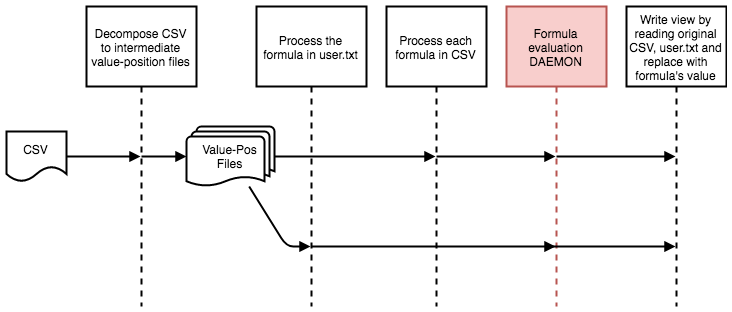 Decompose CSV
to intermediate
value-position files
Process the
formula in user.txt
Process each
formula in CSV
Formula
evaluation
DAEMON
Write view by
reading original
CSV, user.txt and
replace with
formula's value
CSV
Value-Pos
Files